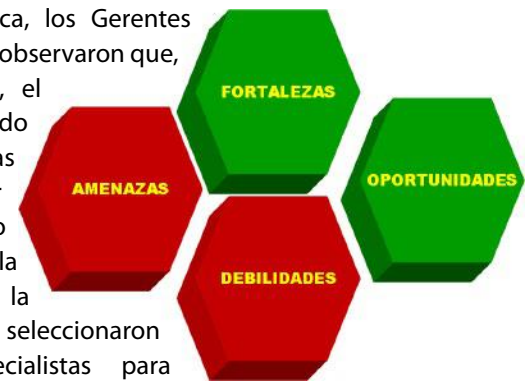 ca, los Gerentes
observaron que,
, el
do
as
o
la
la
seleccionaron
ecialistas para
FORTALEZAS
AMENAZAS
OPORTUNIDADES
DEBILIDADES